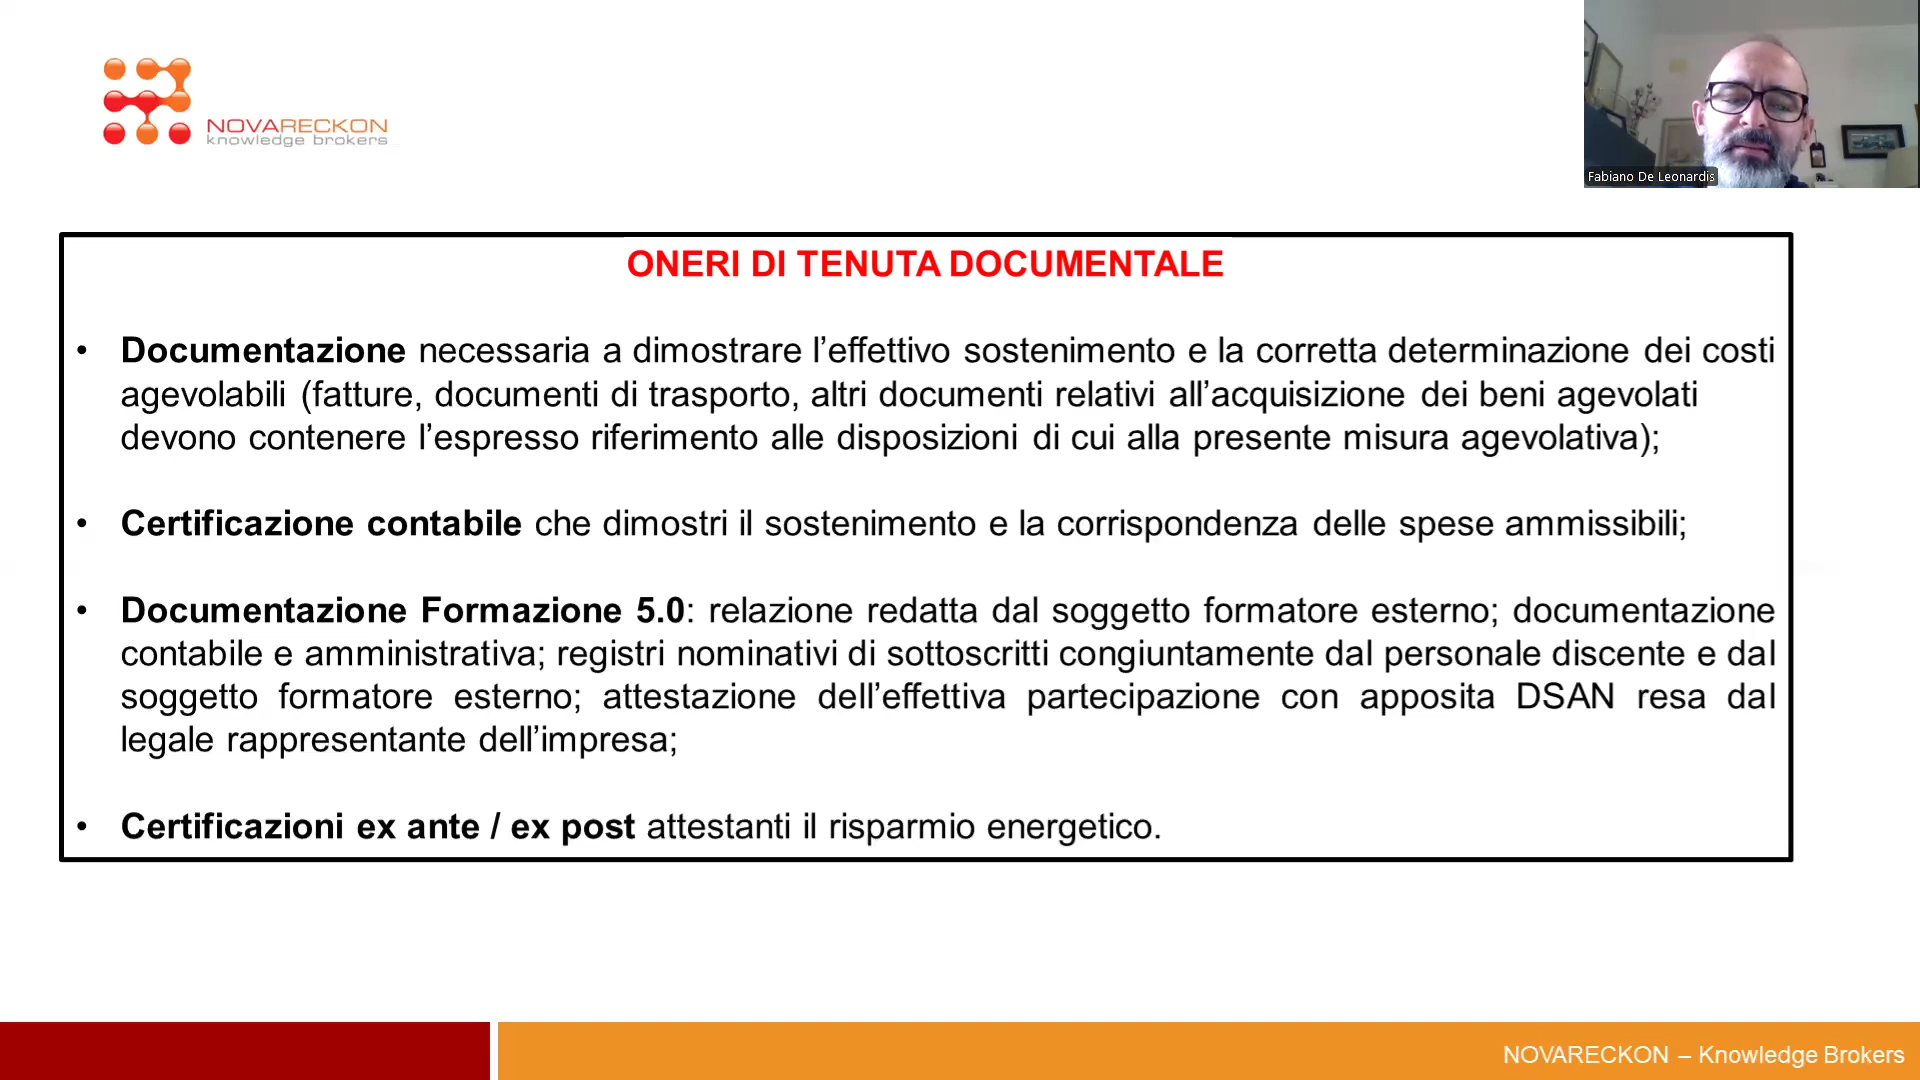 NOVARECKON
knowledge brokers
Fabiano De Leonardis
ONERI DI TENUTA DOCUMENTALE
• Documentazione necessaria a dimostrare l’effettivo sostenimento e la corretta determinazione dei costi
agevolabili (fatture, documenti di trasporto, altri documenti relativi all’acquisizione dei beni agevolati
devono contenere l’espresso riferimento alle disposizioni di cui alla presente misura agevolativa);
• Certificazione contabile che dimostri il sostenimento e la corrispondenza delle spese ammissibili;
• Documentazione Formazione 5.0: relazione redatta dal soggetto formatore esterno; documentazione
contabile e amministrativa; registri nominativi di sottoscritti congiuntamente dal personale discente e dal
soggetto formatore esterno; attestazione dell’effettiva partecipazione con apposita DSAN resa dal
legale rappresentante dell’impresa;
• Certificazioni ex ante / ex post attestanti il risparmio energetico.
NOVARECKON – Knowledge Brokers